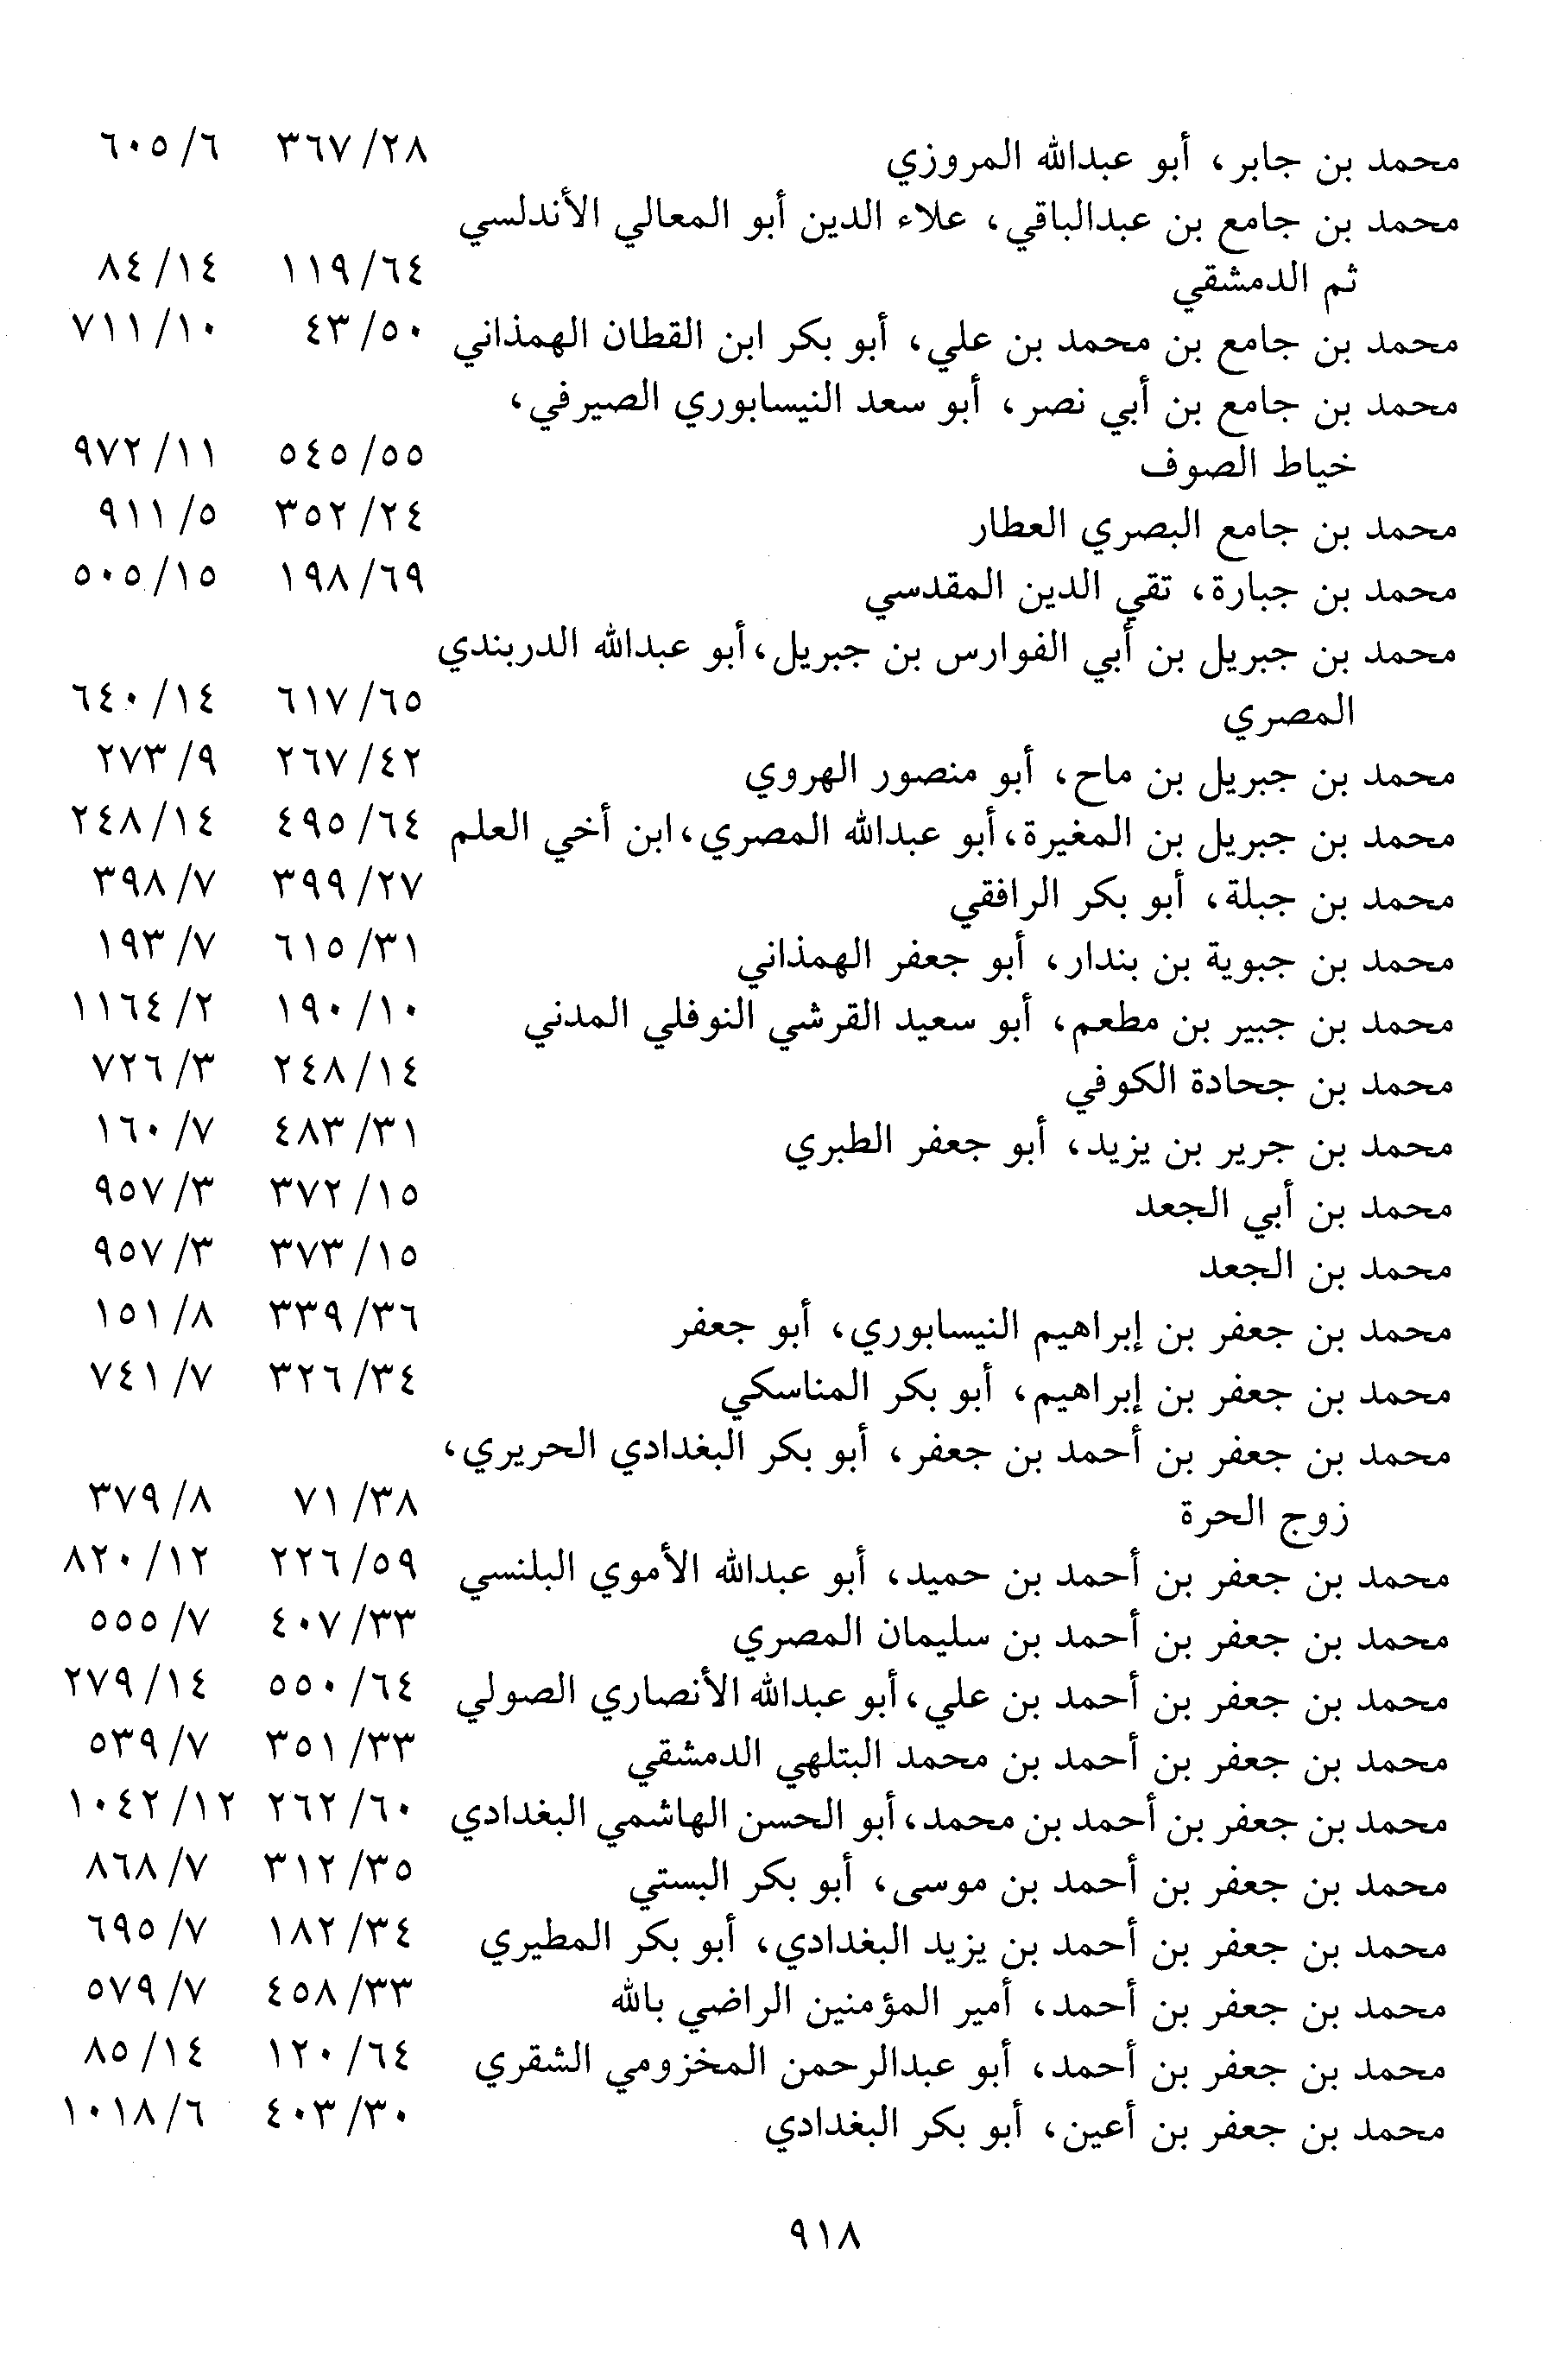 محمد بن جابر، أبو عبدالله المروزي ٢٨/ ٣٦٧ ٦/ ٦٠٥
محمد بن جامع بن عبدالباقي، علاء الدين أبو المعالي الأندلسي
ثم الدمشقي ٦٤/ ١١٩ ١٤/ ٨٤
محمد بن جامع بن محمد بن علي، أبو بكر ابن القطان الهمذاني ٥٠/ ٤٣ ١٠/ ٧١١
محمد بن جامع بن أبي نصر، أبو سعد النيسابوري الصيرفي،
خياط الصوف ٥٥/ ٥٤٥ ١١/ ٩٧٢
محمد بن جامع البصري العطار ٢٤/ ٣٥٢ ٥/ ٩١١
محمد بن جبارة، تقي الدين المقدسي ٦٩/ ١٩٨ ١٥/ ٥٠٥
محمد بن جبريل بن أبي الفوارس بن جبريل، أبو عبدالله الدربندي
المصري ٦٥/ ٦١٧ ١٤/ ٦٤٠
محمد بن جبريل بن ماح، أبو منصور الهروي ٤٢/ ٢٦٧ ٩/ ٢٧٣
محمد بن جبريل بن المغيرة، أبو عبدالله المصري، ابن أخي العلم ٦٤/ ٤٩٥ ١٤/ ٢٤٨
محمد بن جبلة، أبو بكر الرافقي ٢٧/ ٣٩٩ ٧/ ٣٩٨
محمد بن جبوية بن بندار، أبو جعفر الهمذاني ٣١/ ٦١٥ ٧/ ١٩٣
محمد بن جبير بن مطعم، أبو سعيد القرشي النوفلي المدني ١٠/ ١٩٠ ٢/ ١١٦٤
محمد بن جحادة الكوفي ١٤/ ٢٤٨ ٣/ ٧٢٦
محمد بن جرير بن يزيد، أبو جعفر الطبري ٣١/ ٤٨٣ ٧/ ١٦٠
محمد بن أبي الجعد ١٥/ ٣٧٢ ٣/ ٩٥٧
محمد بن الجعد ١٥/ ٣٧٣ ٣/ ٩٥٧
محمد بن جعفر بن إبراهيم النيسابوري، أبو جعفر ٣٦/ ٣٣٩ ٨/ ١٥١
محمد بن جعفر بن إبراهيم، أبو بكر المناسكي ٣٤/ ٣٢٦ ٧/ ٧٤١
محمد بن جعفر بن أحمد بن جعفر، أبو بكر البغدادي الحريري،
زوج الحرة ٣٨/ ٧١ ٨/ ٣٧٩
محمد بن جعفر بن أحمد بن حميد، أبو عبدالله الأموي البلنسي ٥٩/ ٢٢٦ ١٢/ ٨٢٠
محمد بن جعفر بن أحمد بن سليمان المصري ٣٣/ ٤٠٧ ٧/ ٥٥٥
محمد بن جعفر بن أحمد بن علي، أبو عبدالله الأنصاري الصولي ٦٤/ ٥٥٠ ١٤/ ٢٧٩
محمد بن جعفر بن أحمد بن محمد البتلهي الدمشقي ٣٣/ ٣٥١ ٧/ ٥٣٩
محمد بن جعفر بن أحمد بن محمد، أبو الحسن الهاشمي البغدادي ٦٠/ ٢٦٢ ١٢/ ١٠٤٢
محمد بن جعفر بن أحمد بن موسى، أبو بكر البستي ٣٥/ ٣١٢ ٧/ ٨٦٨
محمد بن جعفر بن أحمد بن يزيد البغدادي، أبو بكر المطيري ٣٤/ ١٨٢ ٧/ ٦٩٥
محمد بن جعفر بن أحمد، أمير المؤمنين الراضي بالله ٣٣/ ٤٥٨ ٧/ ٥٧٩
محمد بن جعفر بن أحمد، أبو عبدالرحمن المخزومي الشقري ٦٤/ ١٢٠ ١٤/ ٨٥
محمد بن جعفر بن أعين، أبو بكر البغدادي ٣٠/ ٤٠٣ ٦/ ١٠١٨
٩١٨